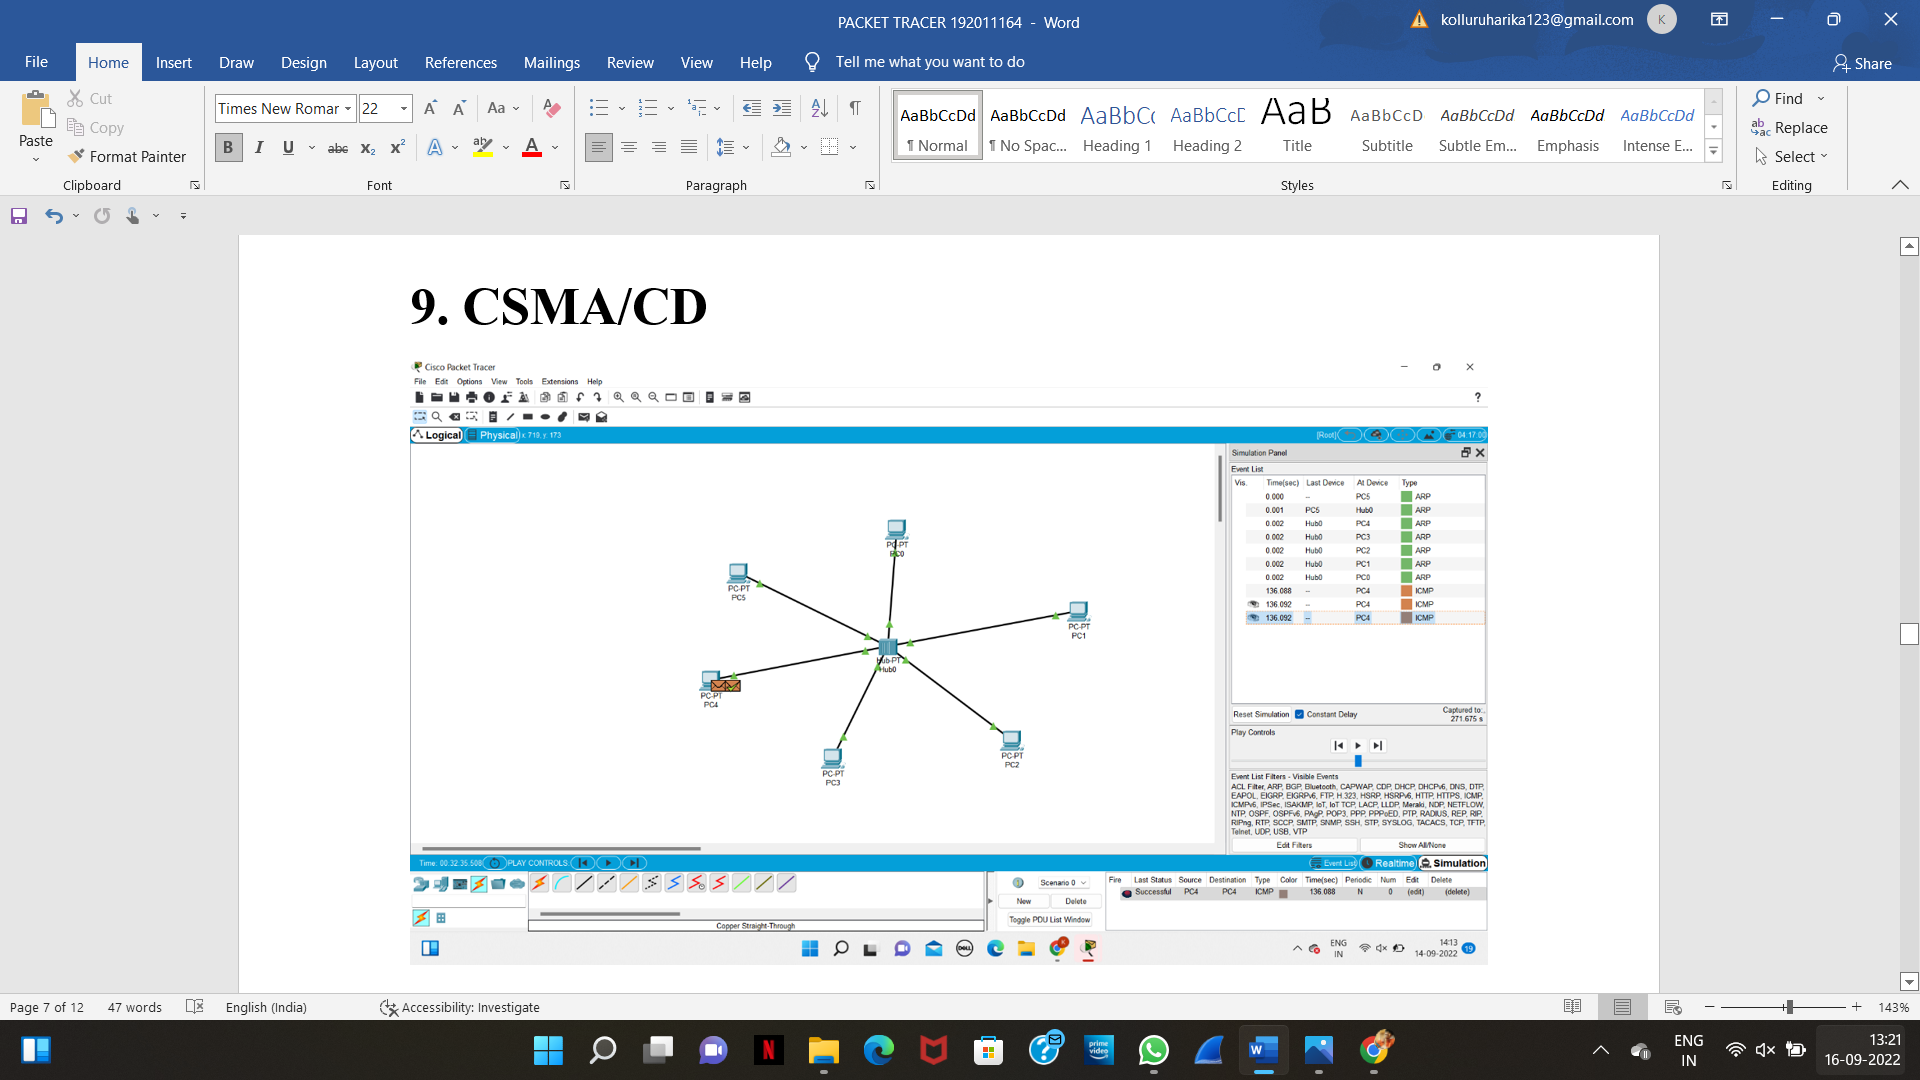 PACKET TRACER 192011164 - Word
kolluruharika123@gmail.com
K
File Home Insert Draw Design Layout References Mailings Review View Help Tell me what you want to do
Share
Paste
Cut
Copy
Format Painter
Clipboard
Times New Roman 22
Font
Paragraph
AaBbCcDd AaBbCcDd AaBbCc AaBbCcD AaB AaBbCcD AaBbCcDd AaBbCcDd AaBbCcDd
¶ Normal ¶ No Spac... Heading 1 Heading 2 Title Subtitle Subtle Em... Emphasis Intense E...
Styles
Find
Replace
Select
Editing
9. CSMA/CD
Cisco Packet Tracer
File Edit Options View Tools Extensions Help
Logical Physical x: 719, y: 173
[Root] 04:17:00
Simulation Panel
Event List
Vis. Time(sec) Last Device At Device Type
0.000 -- PC5 ARP
0.001 PC5 Hub0 ARP
0.002 Hub0 PC4 ARP
0.002 Hub0 PC3 ARP
0.002 Hub0 PC2 ARP
0.002 Hub0 PC1 ARP
0.002 Hub0 PC0 ARP
136.088 -- PC4 ICMP
136.092 -- PC4 ICMP
136.092 -- PC4 ICMP
PC-PT
PC0
PC-PT
PC5
PC-PT
PC1
Hub-PT
Hub0
PC-PT
PC4
PC-PT
PC2
PC-PT
PC3
Reset Simulation Constant Delay Captured to:..
271.675 s
Play Controls
Event List Filters - Visible Events
ACL Filter, ARP, BGP, Bluetooth, CAPWAP, CDP, DHCP, DHCPv6, DNS, DTP,
EAPOL, EIGRP, EIGRPv6, FTP, H.323, HSRP, HSRPv6, HTTP, HTTPS, ICMP,
ICMPv6, IPSec, ISAKMP, IoT, IoT TCP, LACP, LLDP, Meraki, NDP, NETFLOW,
NTP, OSPF, OSPFv6, PAgP, POP3, PPP, PPPoED, PTP, RADIUS, REP, RIP,
RIPng, RTP, SCCP, SMTP, SNMP, SSH, STP, SYSLOG, TACACS, TCP, TFTP,
Telnet, UDP, USB, VTP
Edit Filters Show All/None
Time: 00:32:35.508 PLAY CONTROLS:
Event List Realtime Simulation
Scenario 0
New Delete
Toggle PDU List Window
Fire Last Status Source Destination Type Color Time(sec) Periodic Num Edit Delete
Successful PC4 PC4 ICMP 136.088 N 0 (edit) (delete)
Copper Straight-Through
ENG
IN
14:13
14-09-2022
19
Page 7 of 12 47 words English (India) Accessibility: Investigate
143%
ENG
IN
13:21
16-09-2022